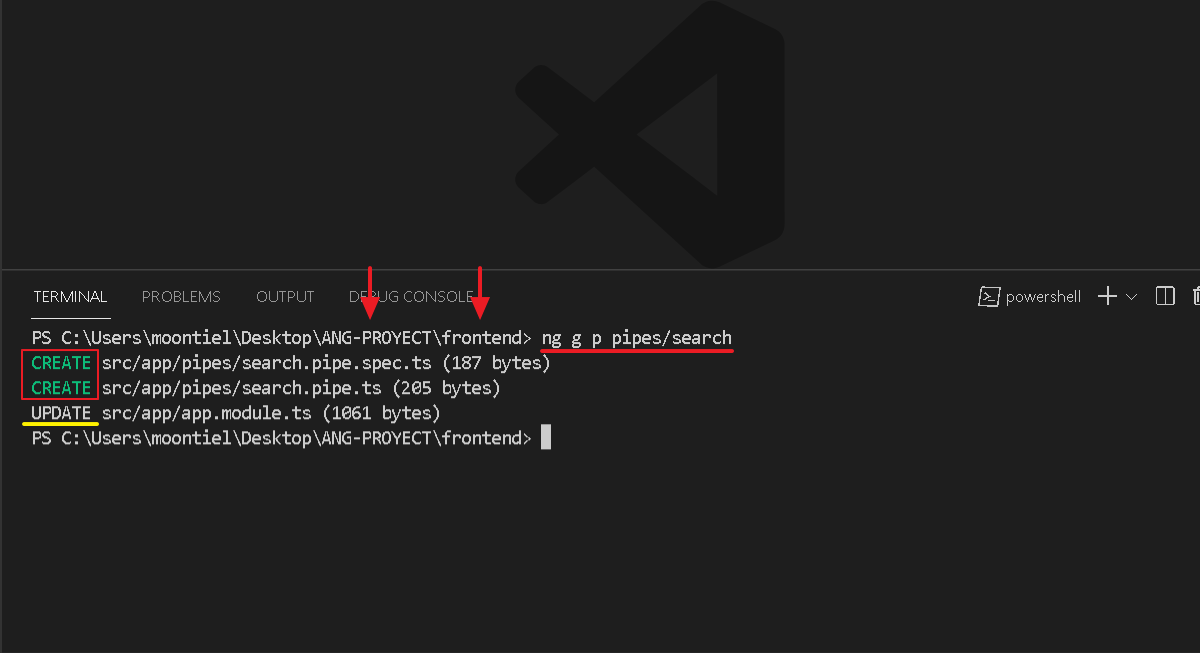 TERMINAL PROBLEMS OUTPUT DEBUG CONSOLE powershell
PS C:\Users\moontiel\Desktop\ANG-PROYECT\frontend> ng g p pipes/search
CREATE src/app/pipes/search.pipe.spec.ts (187 bytes)
CREATE src/app/pipes/search.pipe.ts (205 bytes)
UPDATE src/app/app.module.ts (1061 bytes)
PS C:\Users\moontiel\Desktop\ANG-PROYECT\frontend>